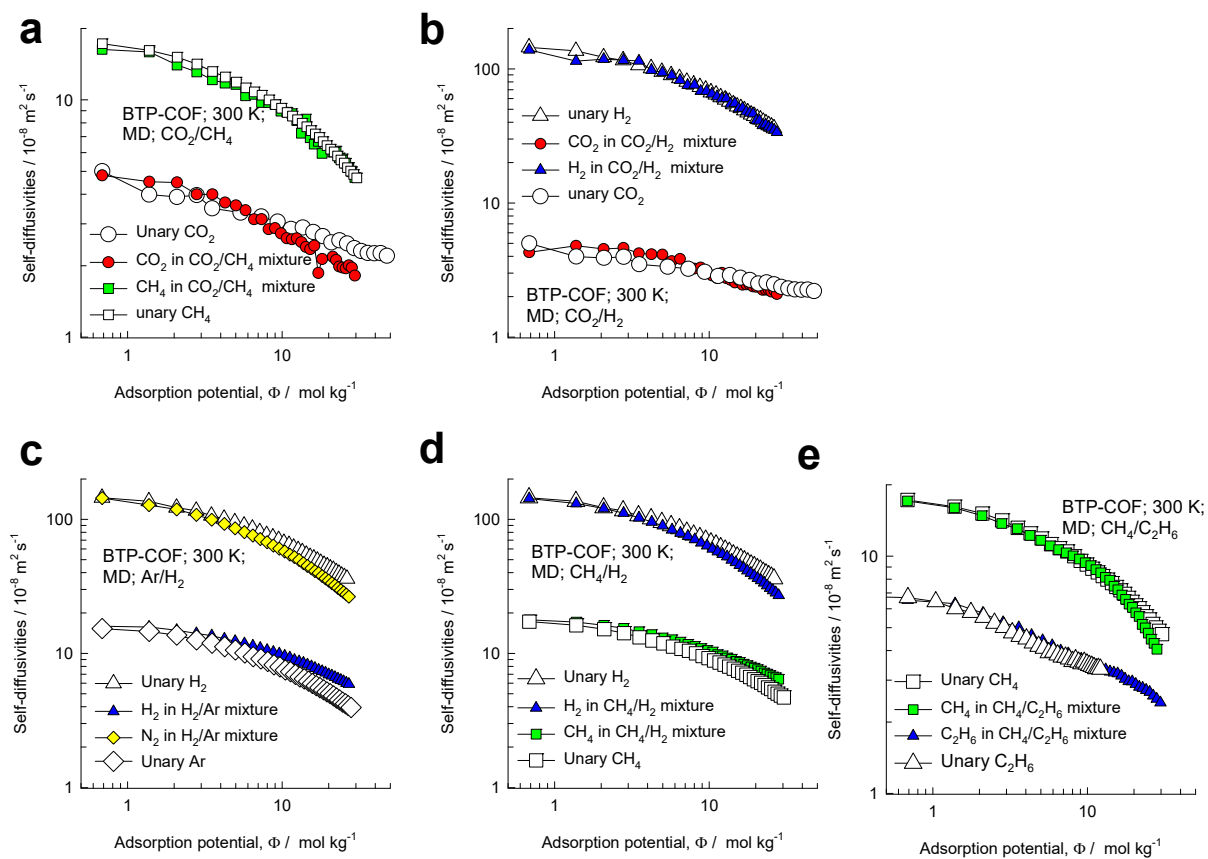 a
10
1
Self-diffusivities / 10⁻⁸ m² s⁻¹
BTP-COF; 300 K;
MD; CO₂/CH₄
Unary CO₂
CO₂ in CO₂/CH₄ mixture
CH₄ in CO₂/CH₄ mixture
unary CH₄
1 10
Adsorption potential, Φ / mol kg⁻¹
b
100
10
1
Self-diffusivities / 10⁻⁸ m² s⁻¹
unary H₂
CO₂ in CO₂/H₂ mixture
H₂ in CO₂/H₂ mixture
unary CO₂
BTP-COF; 300 K;
MD; CO₂/H₂
1 10
Adsorption potential, Φ / mol kg⁻¹
c
100
10
1
Self-diffusivities / 10⁻⁸ m² s⁻¹
BTP-COF; 300 K;
MD; Ar/H₂
Unary H₂
H₂ in H₂/Ar mixture
N₂ in H₂/Ar mixture
Unary Ar
1 10
Adsorption potential, Φ / mol kg⁻¹
d
100
10
1
Self-diffusivities / 10⁻⁸ m² s⁻¹
BTP-COF; 300 K;
MD; CH₄/H₂
Unary H₂
H₂ in CH₄/H₂ mixture
CH₄ in CH₄/H₂ mixture
Unary CH₄
1 10
Adsorption potential, Φ / mol kg⁻¹
e
10
1
Self-diffusivities / 10⁻⁸ m² s⁻¹
BTP-COF; 300 K;
MD; CH₄/C₂H₆
Unary CH₄
CH₄ in CH₄/C₂H₆ mixture
C₂H₆ in CH₄/C₂H₆ mixture
Unary C₂H₆
1 10
Adsorption potential, Φ / mol kg⁻¹